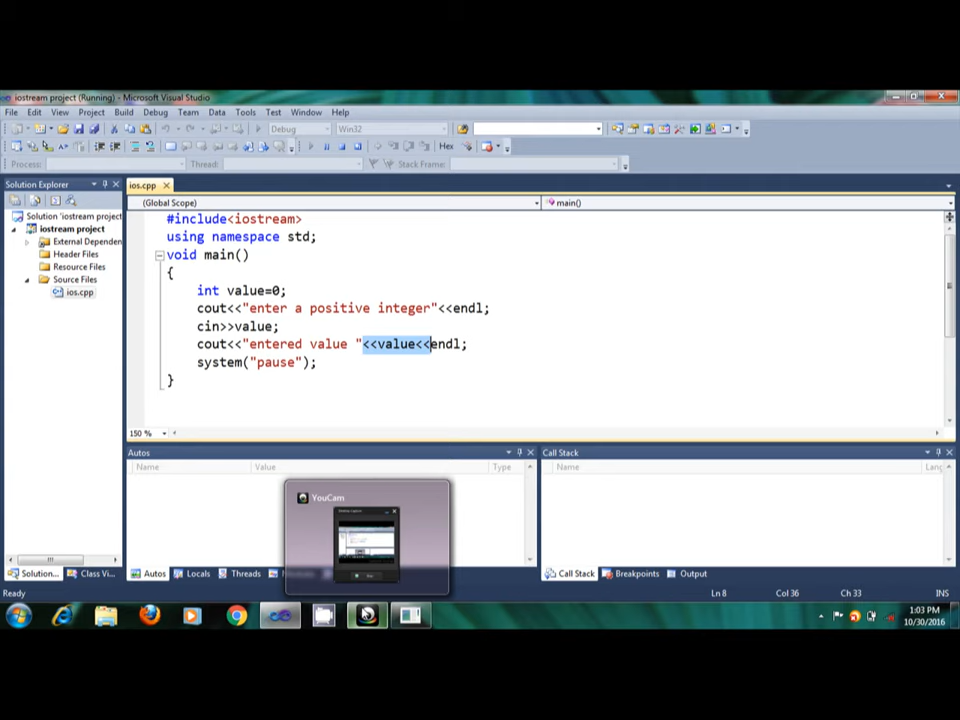 iostream project (Running) - Microsoft Visual Studio
File Edit View Project Build Debug Team Data Tools Test Window Help
Debug Win32
Hex
Process: Thread: Stack Frame:
Solution Explorer
ios.cpp
(Global Scope) main()
Solution 'iostream project
iostream project
External Dependen
Header Files
Resource Files
Source Files
ios.cpp
#include<iostream>
using namespace std;
void main()
{
int value=0;
cout<<"enter a positive integer"<<endl;
cin>>value;
cout<<"entered value "<<value<<endl;
system("pause");
}
150 %
Autos
Name Value Type
Call Stack
Name Lang
YouCam
Solution... Class Vi...
Autos Locals Threads
Call Stack Breakpoints Output
Ready Ln 8 Col 36 Ch 33 INS
1:03 PM
10/30/2016